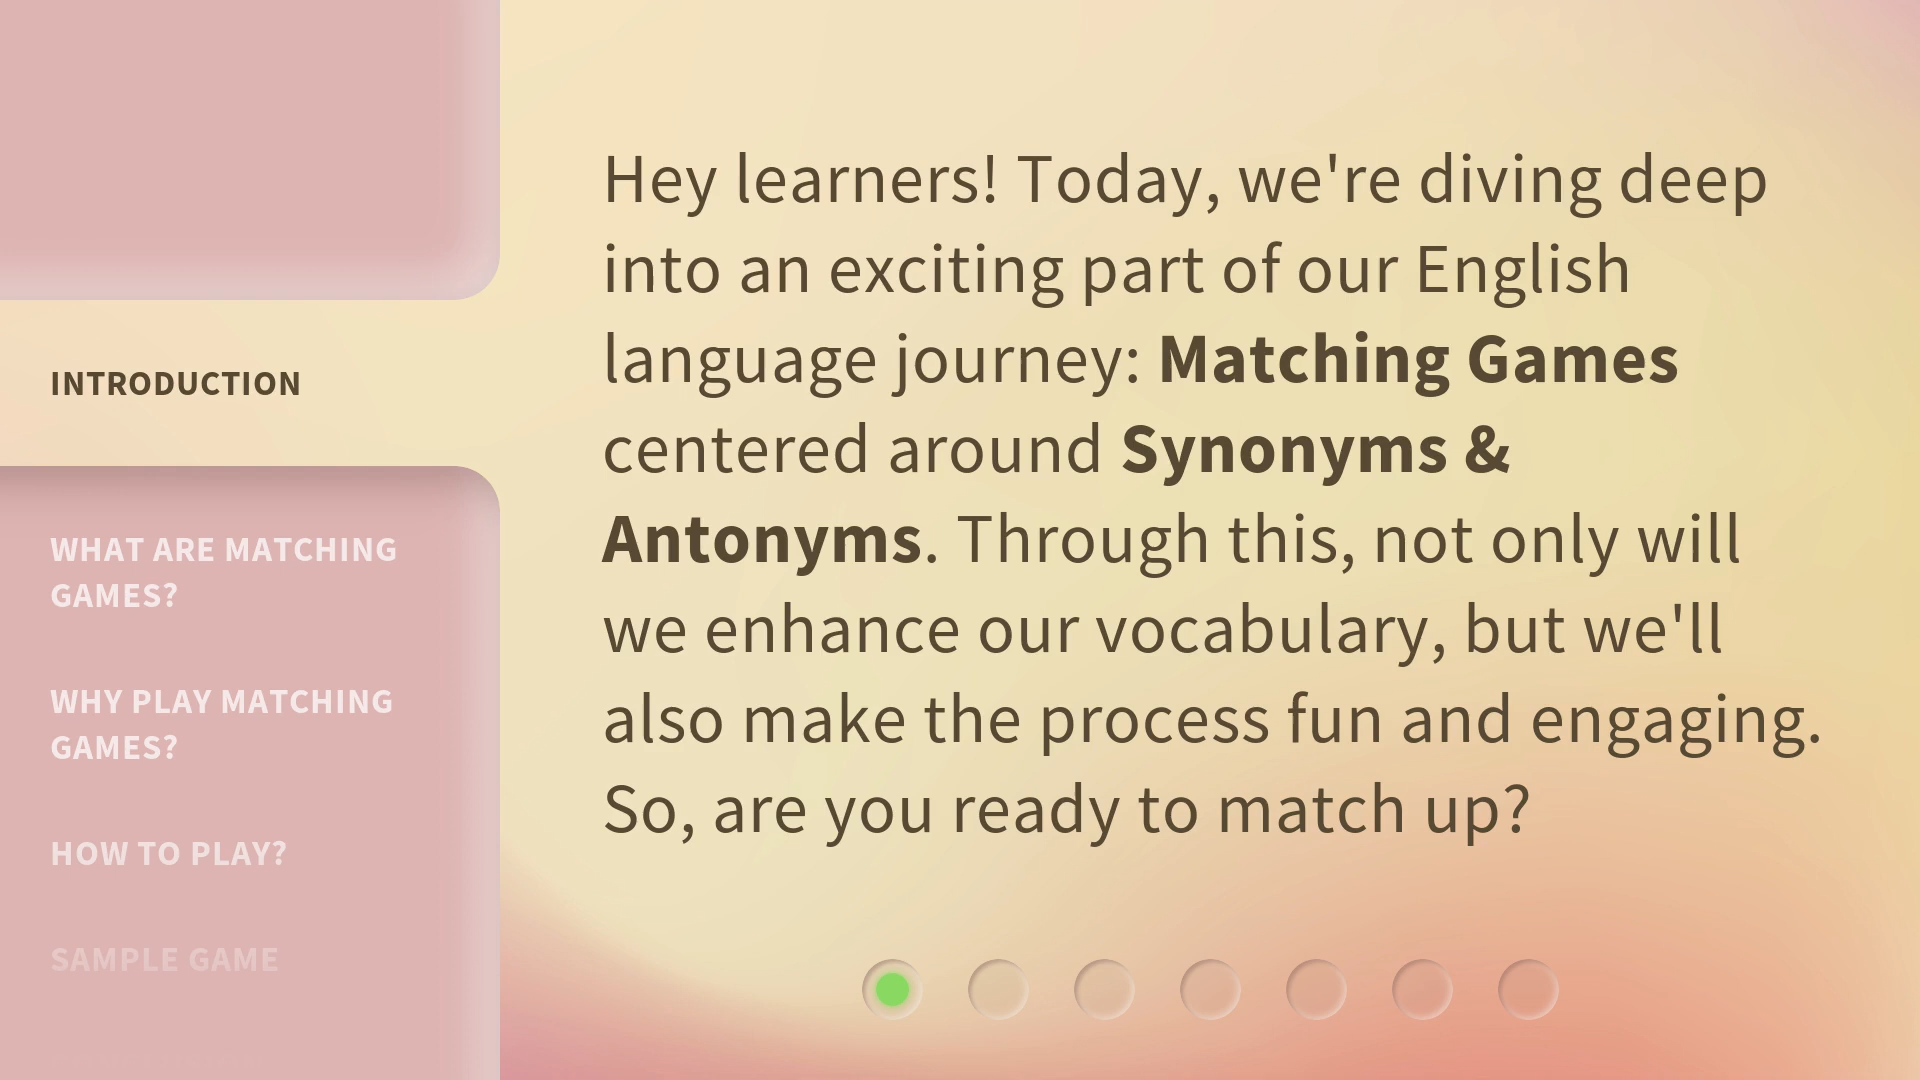 INTRODUCTION
WHAT ARE MATCHING
GAMES?
WHY PLAY MATCHING
GAMES?
HOW TO PLAY?
SAMPLE GAME
Hey learners! Today, we're diving deep
into an exciting part of our English
language journey: Matching Games
centered around Synonyms &
Antonyms. Through this, not only will
we enhance our vocabulary, but we'll
also make the process fun and engaging.
So, are you ready to match up?